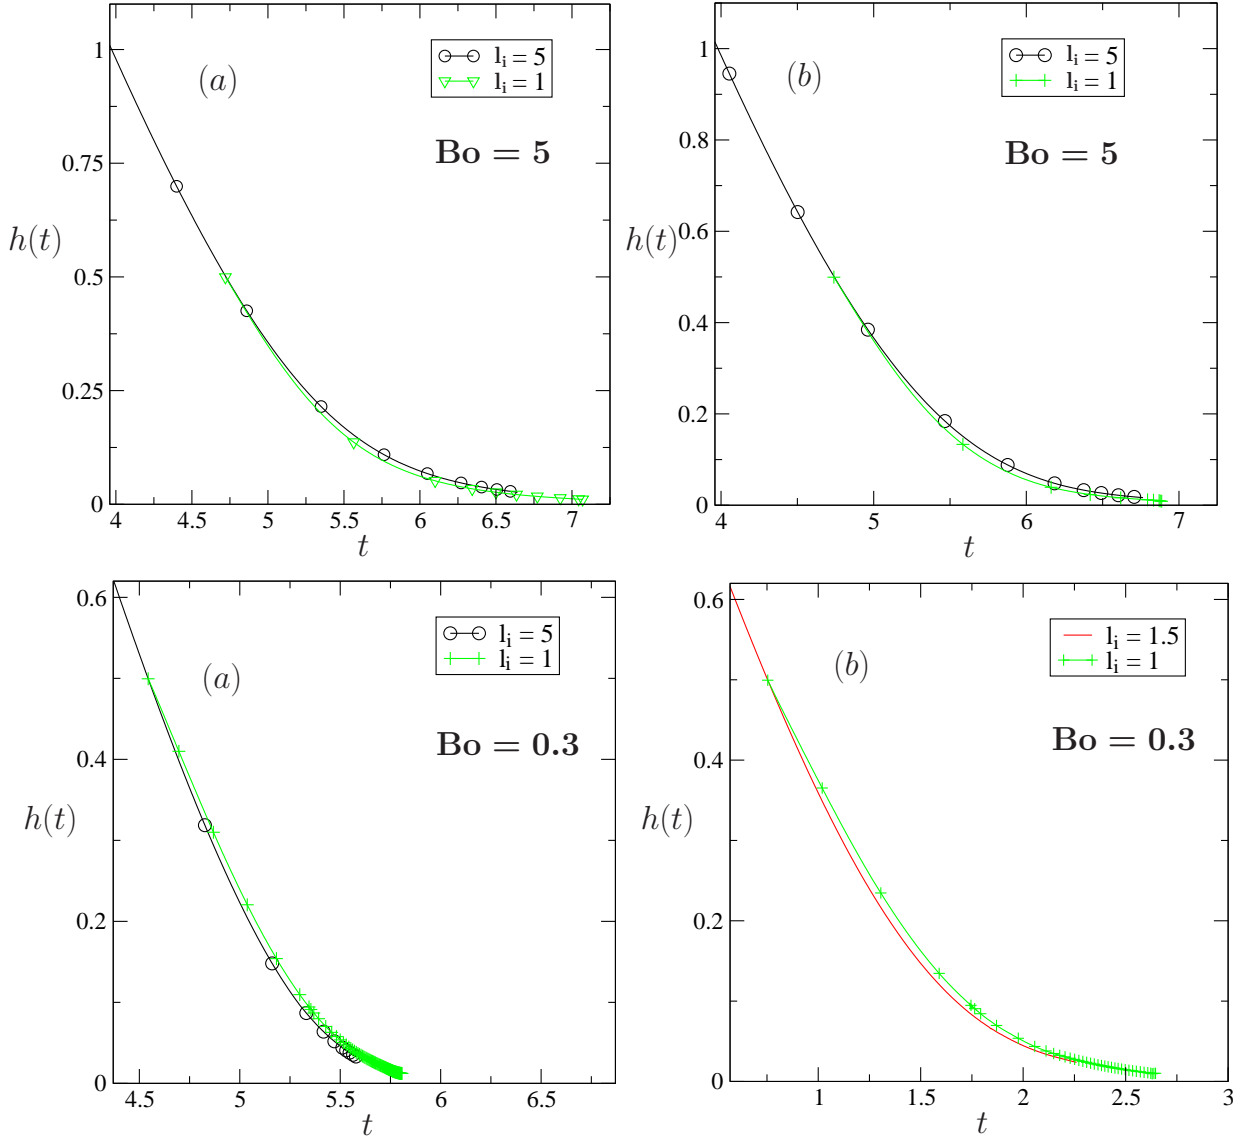 1
0.75
0.5
0.25
0
4
4.5
5
5.5
6
6.5
7
h(t)
t
(a)
l_i = 5
l_i = 1
Bo = 5
1
0.8
0.6
0.4
0.2
0
4
5
6
7
h(t)
t
(b)
l_i = 5
l_i = 1
Bo = 5
0.6
0.4
0.2
0
4.5
5
5.5
6
6.5
h(t)
t
(a)
l_i = 5
l_i = 1
Bo = 0.3
0.6
0.4
0.2
0
1
1.5
2
2.5
3
h(t)
t
(b)
l_i = 1.5
l_i = 1
Bo = 0.3